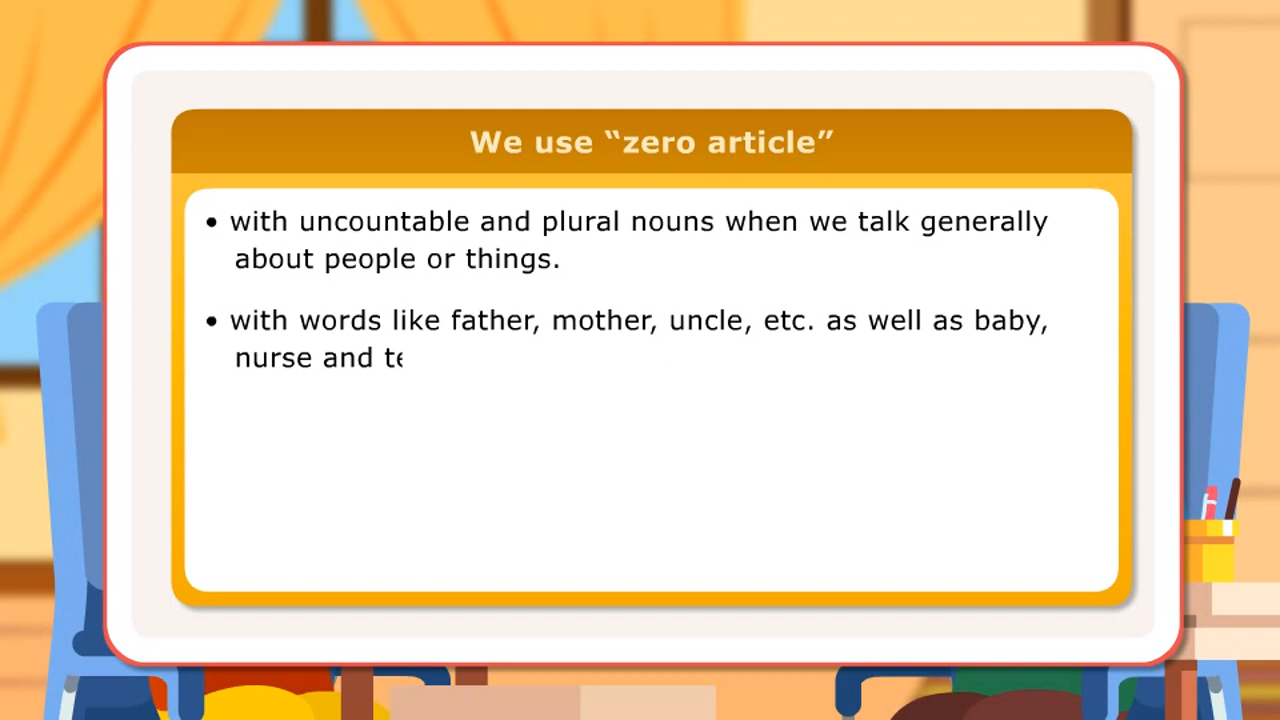 We use “zero article”
• with uncountable and plural nouns when we talk generally
about people or things.
• with words like father, mother, uncle, etc. as well as baby,
nurse and